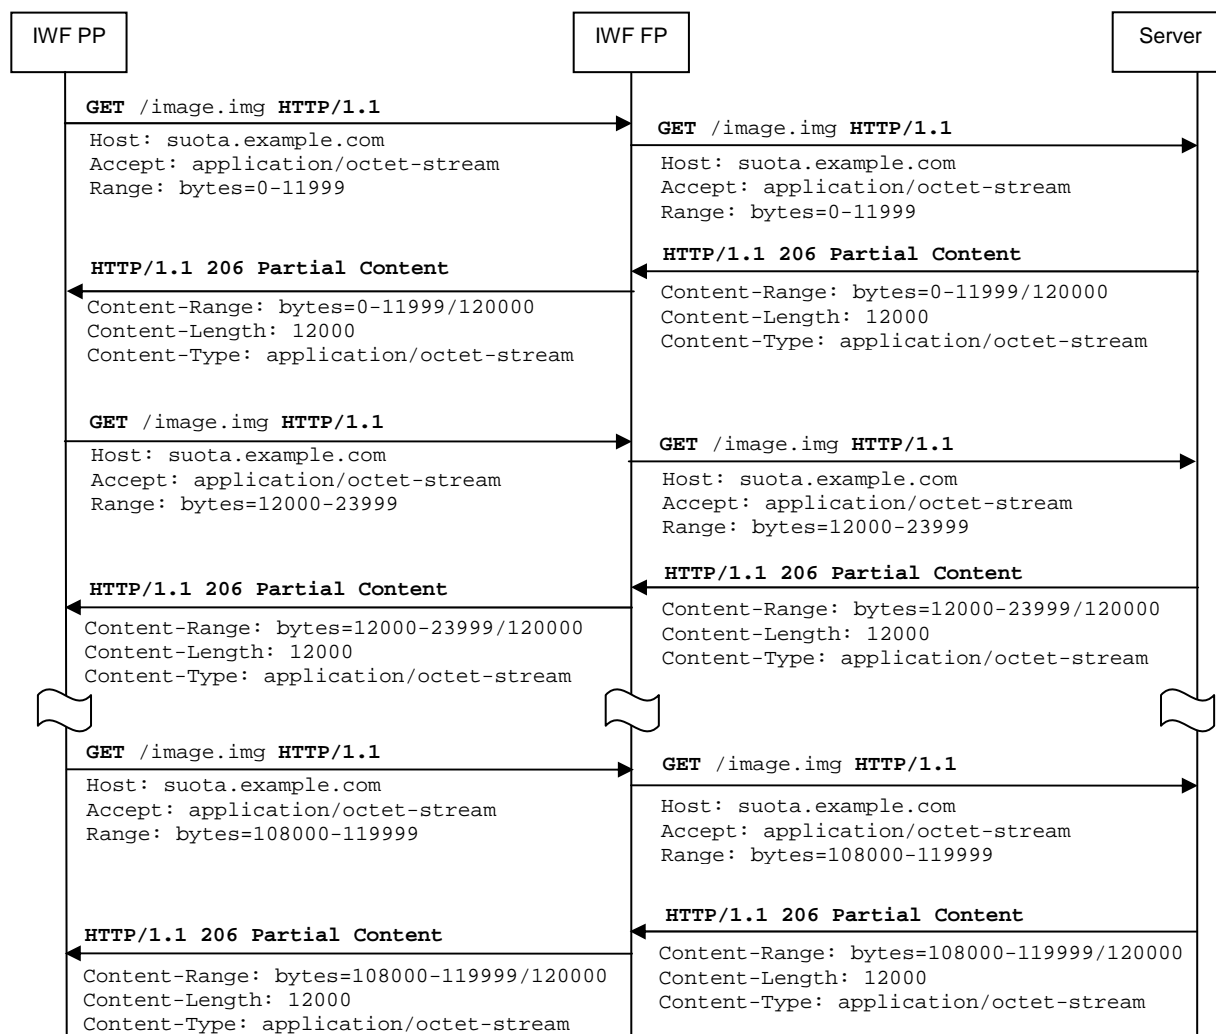 IWF PP
IWF FP
Server
GET /image.img HTTP/1.1
Host: suota.example.com
Accept: application/octet-stream
Range: bytes=0-11999
GET /image.img HTTP/1.1
Host: suota.example.com
Accept: application/octet-stream
Range: bytes=0-11999
HTTP/1.1 206 Partial Content
Content-Range: bytes=0-11999/120000
Content-Length: 12000
Content-Type: application/octet-stream
HTTP/1.1 206 Partial Content
Content-Range: bytes=0-11999/120000
Content-Length: 12000
Content-Type: application/octet-stream
GET /image.img HTTP/1.1
Host: suota.example.com
Accept: application/octet-stream
Range: bytes=12000-23999
GET /image.img HTTP/1.1
Host: suota.example.com
Accept: application/octet-stream
Range: bytes=12000-23999
HTTP/1.1 206 Partial Content
Content-Range: bytes=12000-23999/120000
Content-Length: 12000
Content-Type: application/octet-stream
HTTP/1.1 206 Partial Content
Content-Range: bytes=12000-23999/120000
Content-Length: 12000
Content-Type: application/octet-stream
GET /image.img HTTP/1.1
Host: suota.example.com
Accept: application/octet-stream
Range: bytes=108000-119999
GET /image.img HTTP/1.1
Host: suota.example.com
Accept: application/octet-stream
Range: bytes=108000-119999
HTTP/1.1 206 Partial Content
Content-Range: bytes=108000-119999/120000
Content-Length: 12000
Content-Type: application/octet-stream
HTTP/1.1 206 Partial Content
Content-Range: bytes=108000-119999/120000
Content-Length: 12000
Content-Type: application/octet-stream